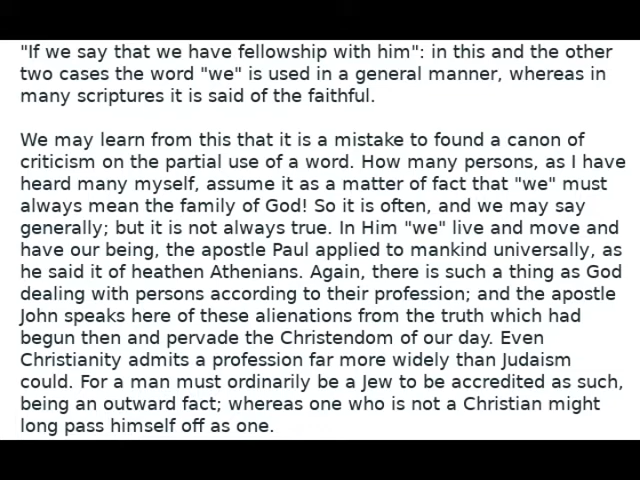 "If we say that we have fellowship with him": in this and the other
two cases the word "we" is used in a general manner, whereas in
many scriptures it is said of the faithful.
We may learn from this that it is a mistake to found a canon of
criticism on the partial use of a word. How many persons, as I have
heard many myself, assume it as a matter of fact that "we" must
always mean the family of God! So it is often, and we may say
generally; but it is not always true. In Him "we" live and move and
have our being, the apostle Paul applied to mankind universally, as
he said it of heathen Athenians. Again, there is such a thing as God
dealing with persons according to their profession; and the apostle
John speaks here of these alienations from the truth which had
begun then and pervade the Christendom of our day. Even
Christianity admits a profession far more widely than Judaism
could. For a man must ordinarily be a Jew to be accredited as such,
being an outward fact; whereas one who is not a Christian might
long pass himself off as one.